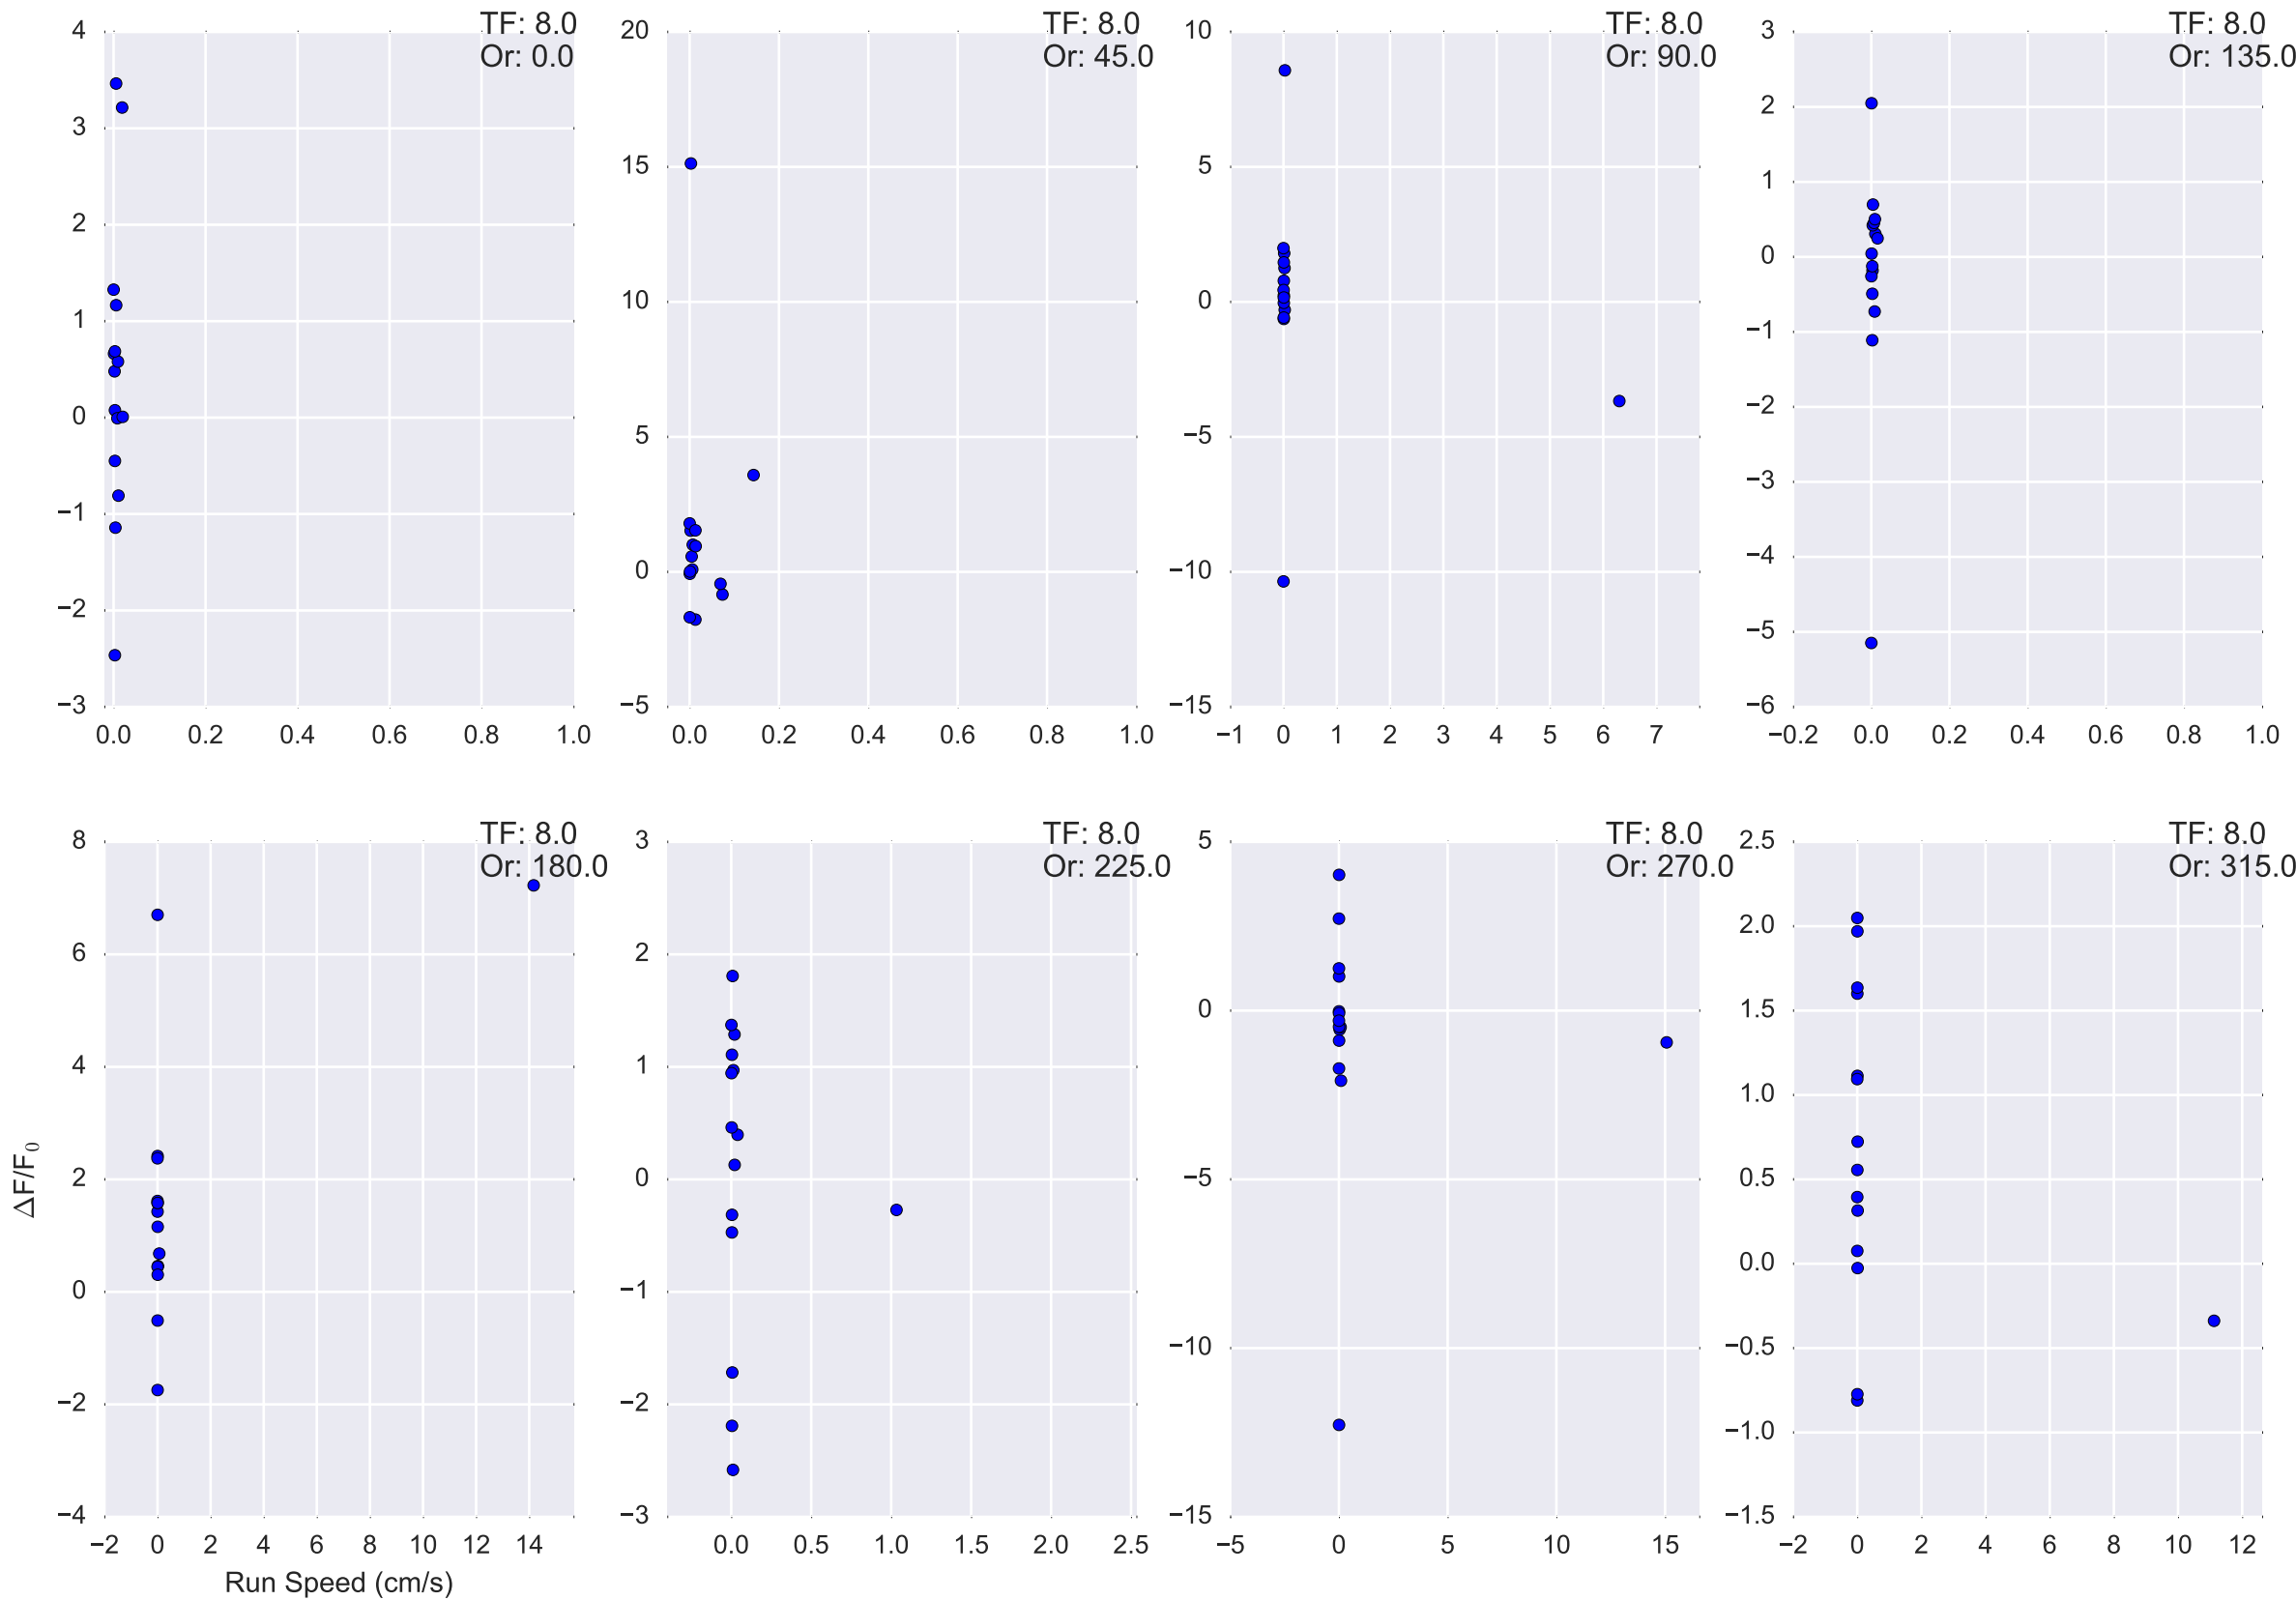 TF: 8.0
Or: 0.0
4
3
2
1
0
−1
−2
−3
0.0 0.2 0.4 0.6 0.8 1.0
TF: 8.0
Or: 45.0
20
15
10
5
0
−5
0.0 0.2 0.4 0.6 0.8 1.0
TF: 8.0
Or: 90.0
10
5
0
−5
−10
−15
−1 0 1 2 3 4 5 6 7
TF: 8.0
Or: 135.0
3
2
1
0
−1
−2
−3
−4
−5
−6
−0.2 0.0 0.2 0.4 0.6 0.8 1.0
TF: 8.0
Or: 180.0
8
6
4
2
0
−2
−4
−2 0 2 4 6 8 10 12 14
Run Speed (cm/s)
ΔF/F₀
TF: 8.0
Or: 225.0
3
2
1
0
−1
−2
−3
0.0 0.5 1.0 1.5 2.0 2.5
TF: 8.0
Or: 270.0
5
0
−5
−10
−15
−5 0 5 10 15
TF: 8.0
Or: 315.0
2.5
2.0
1.5
1.0
0.5
0.0
−0.5
−1.0
−1.5
−2 0 2 4 6 8 10 12